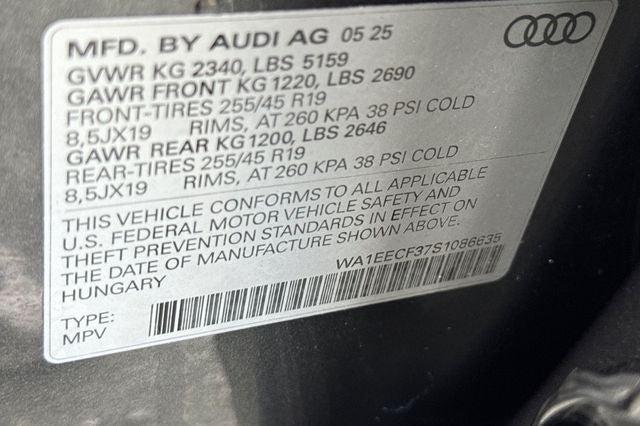 MFD. BY AUDI AG 05 25
GVWR KG 2340, LBS 5159
GAWR FRONT KG 1220, LBS 2690
FRONT-TIRES 255/45 R19
8,5JX19 RIMS, AT 260 KPA 38 PSI COLD
GAWR REAR KG 1200, LBS 2646
REAR-TIRES 255/45 R19
8,5JX19 RIMS, AT 260 KPA 38 PSI COLD
THIS VEHICLE CONFORMS TO ALL APPLICABLE
U.S. FEDERAL MOTOR VEHICLE SAFETY AND
THEFT PREVENTION STANDARDS IN EFFECT ON
THE DATE OF MANUFACTURE SHOWN ABOVE.
HUNGARY
WA1EECF37S1086635
TYPE:
MPV